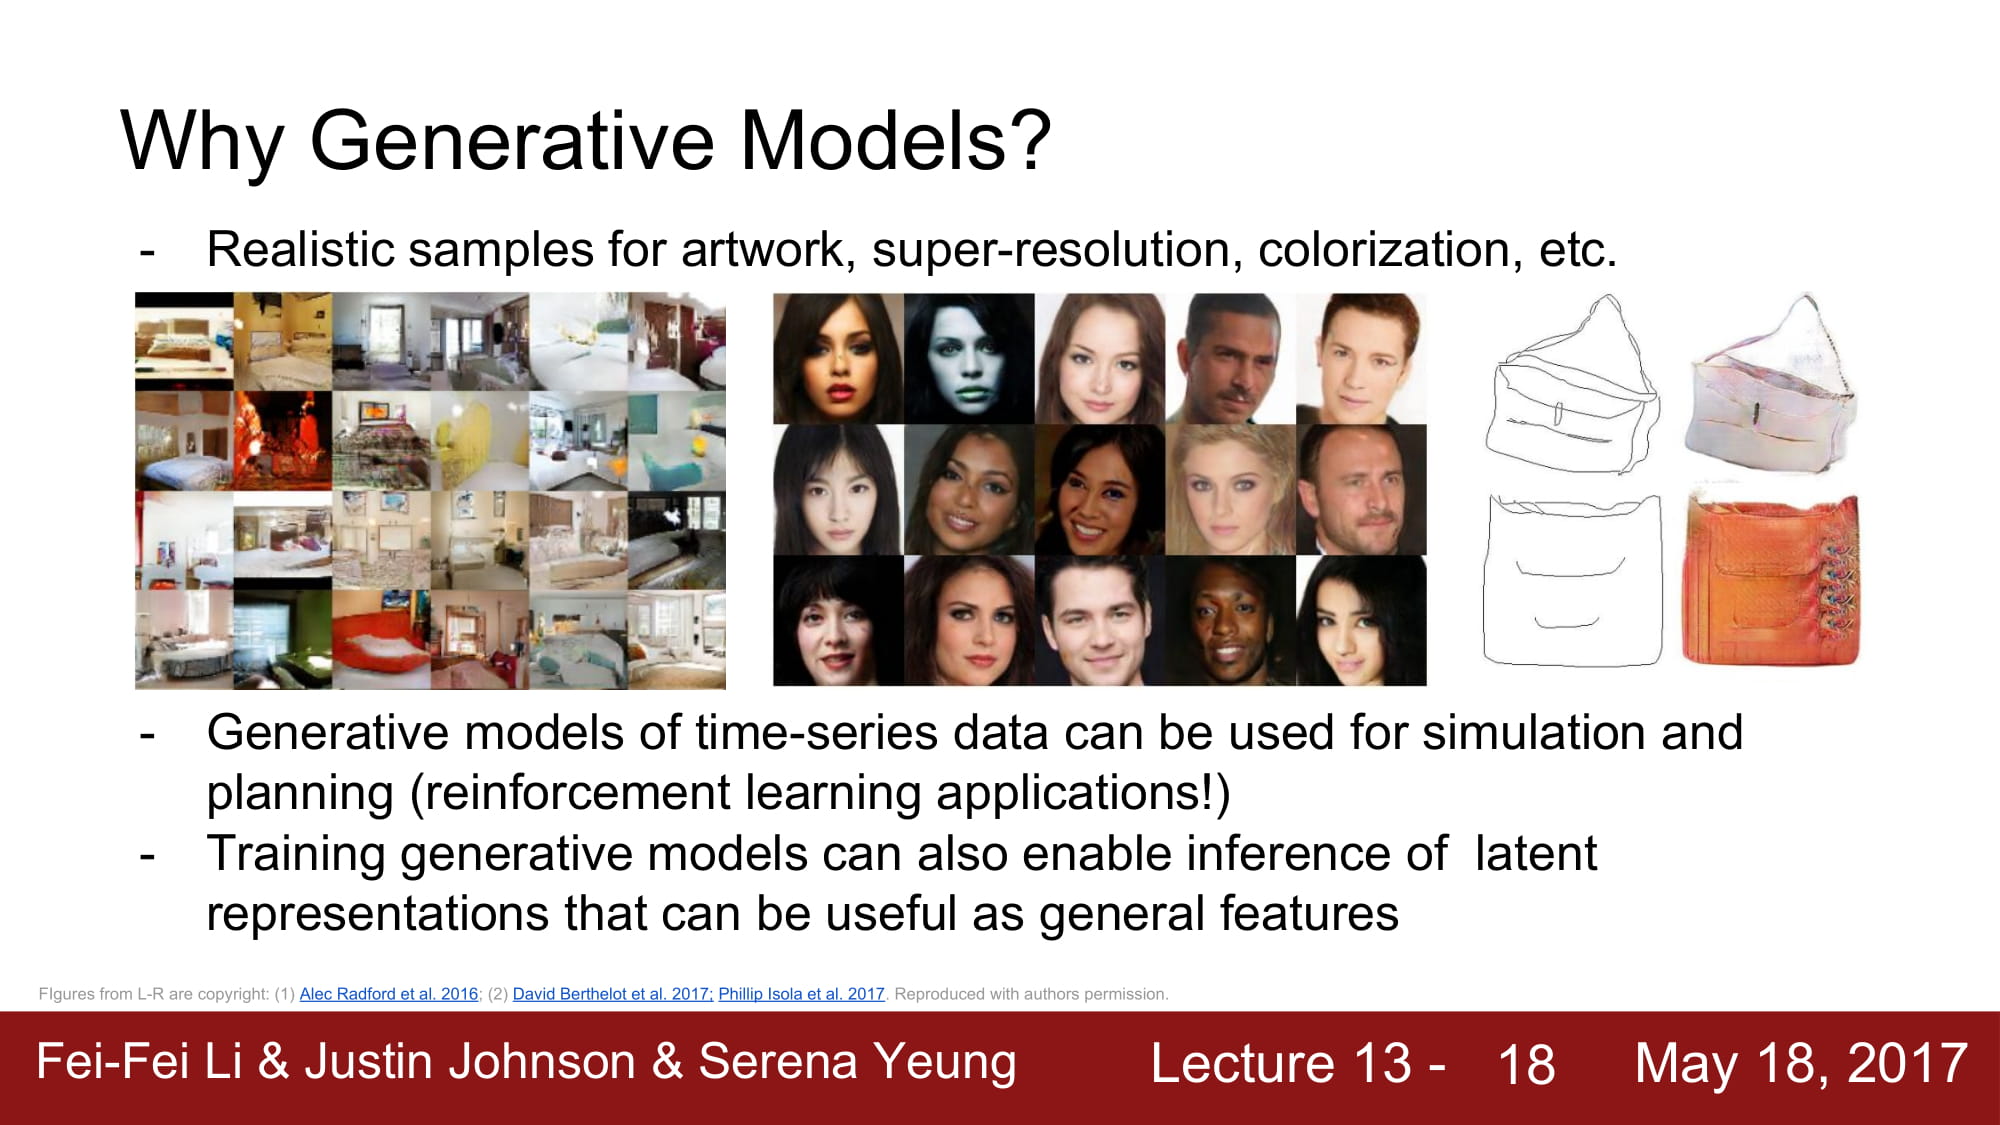 Why Generative Models?
- Realistic samples for artwork, super-resolution, colorization, etc.
- Generative models of time-series data can be used for simulation and
planning (reinforcement learning applications!)
- Training generative models can also enable inference of  latent
representations that can be useful as general features
FIgures from L-R are copyright: (1) Alec Radford et al. 2016; (2) David Berthelot et al. 2017; Phillip Isola et al. 2017. Reproduced with authors permission.
Fei-Fei Li & Justin Johnson & Serena Yeung Lecture 13 - 18 May 18, 2017